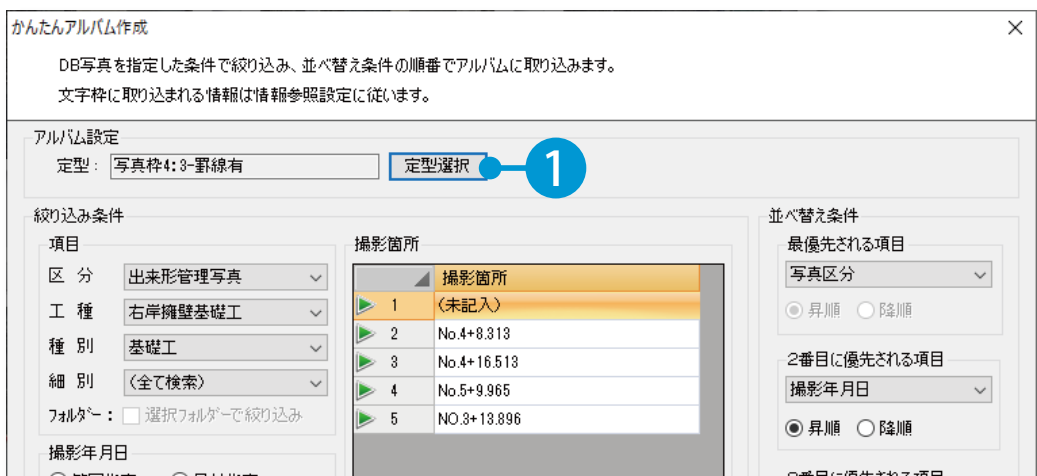 かんたんアルバム作成
DB写真を指定した条件で絞り込み、並べ替え条件の順番でアルバムに取り込みます。
文字枠に取り込まれる情報は情報参照設定に従います。
アルバム設定
定型： 写真枠4:3-罫線有 定型選択 1
絞り込み条件
項目
区 分 出来形管理写真
工 種 右岸擁壁基礎工
種 別 基礎工
細 別 (全て検索)
フォルダー： 選択フォルダーで絞り込み
撮影年月日
撮影箇所
撮影箇所
1 (未記入)
2 No.4+8.313
3 No.4+16.513
4 No.5+9.965
5 NO.3+13.896
並べ替え条件
最優先される項目
写真区分
昇順 降順
2番目に優先される項目
撮影年月日
昇順 降順